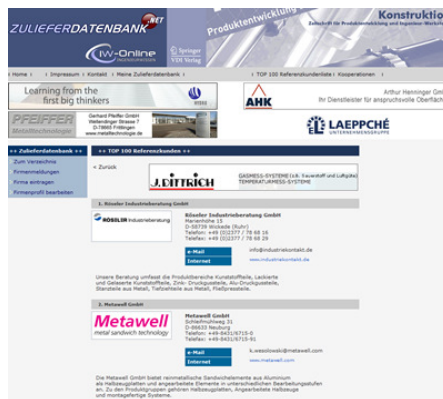 ZULIEFERDATENBANK.NET
Produktentwicklung
Konstruktion
Zeitschrift für Produktentwicklung und Ingenieur-Werkstoffe
iW-Online
Springer
VDI Verlag
Home | Impressum | Kontakt | Meine Zulieferdatenbank |
| TOP 100 Referenzkundenliste | Kooperationen |
Learning from the
first big thinkers
AHK
Arthur Henninger GmbH
Ihr Dienstleister für anspruchsvolle Oberfläch
PFEIFFER
Metalltechnologie
Gerhard Pfeiffer GmbH
Weilendinger Strasse 7
D-78665 Frittlingen
www.metalltechnologie.de
LAEPPCHÉ
UNTERNEHMENSGRUPPE
++ Zulieferdatenbank ++
++ TOP 100 Referenzkunden ++
Zum Verzeichnis
Firmenmeldungen
Firma eintragen
Firmenprofil bearbeiten
< Zurück
J. DITTRICH
GASMESS-SYSTEME (z.B. Sauerstoff und Luftgüte)
TEMPERATURMESS-SYSTEME
1. Rössler Industrieberatung GmbH
RÖSSLER Industrieberatung
Rössler Industrieberatung GmbH
Marienhöhe 15
D-58739 Wickede (Ruhr)
Telefon: +49 (0)2377 / 78 68 16
Telefax: +49 (0)2377 / 78 68 29
e-Mail
info@industriekontakt.de
Internet
www.industriekontakt.de
Unsere Beratung umfasst die Produktbereiche Kunststoffteile, Lackierte
und Gelaserte Kunstoffteile, Zink- Druckgussteile, Alu-Druckgussteile,
Stanzteile aus Metall, Tiefziehteile aus Metall, Fließpressteile.
2. Metawell GmbH
Metawell
metal sandwich technology
Metawell GmbH
Schleifmühlweg 31
D-86633 Neuburg
Telefon: +49-8431/6715-0
Telefax: +49-8431/6715-91
e-Mail
k.wesolowski@metawell.com
Internet
www.metawell.com
Die Metawell GmbH bietet reinmetallische Sandwichelemente aus Aluminium
als Halbzeugplatten und angearbeitete Elemente in unterschiedlichen Bearbeitungsstufen
an. Zu den Produktgruppen gehören Halbzeugplatten, Angearbeitete Halbzeuge
und montagefertige Systeme.